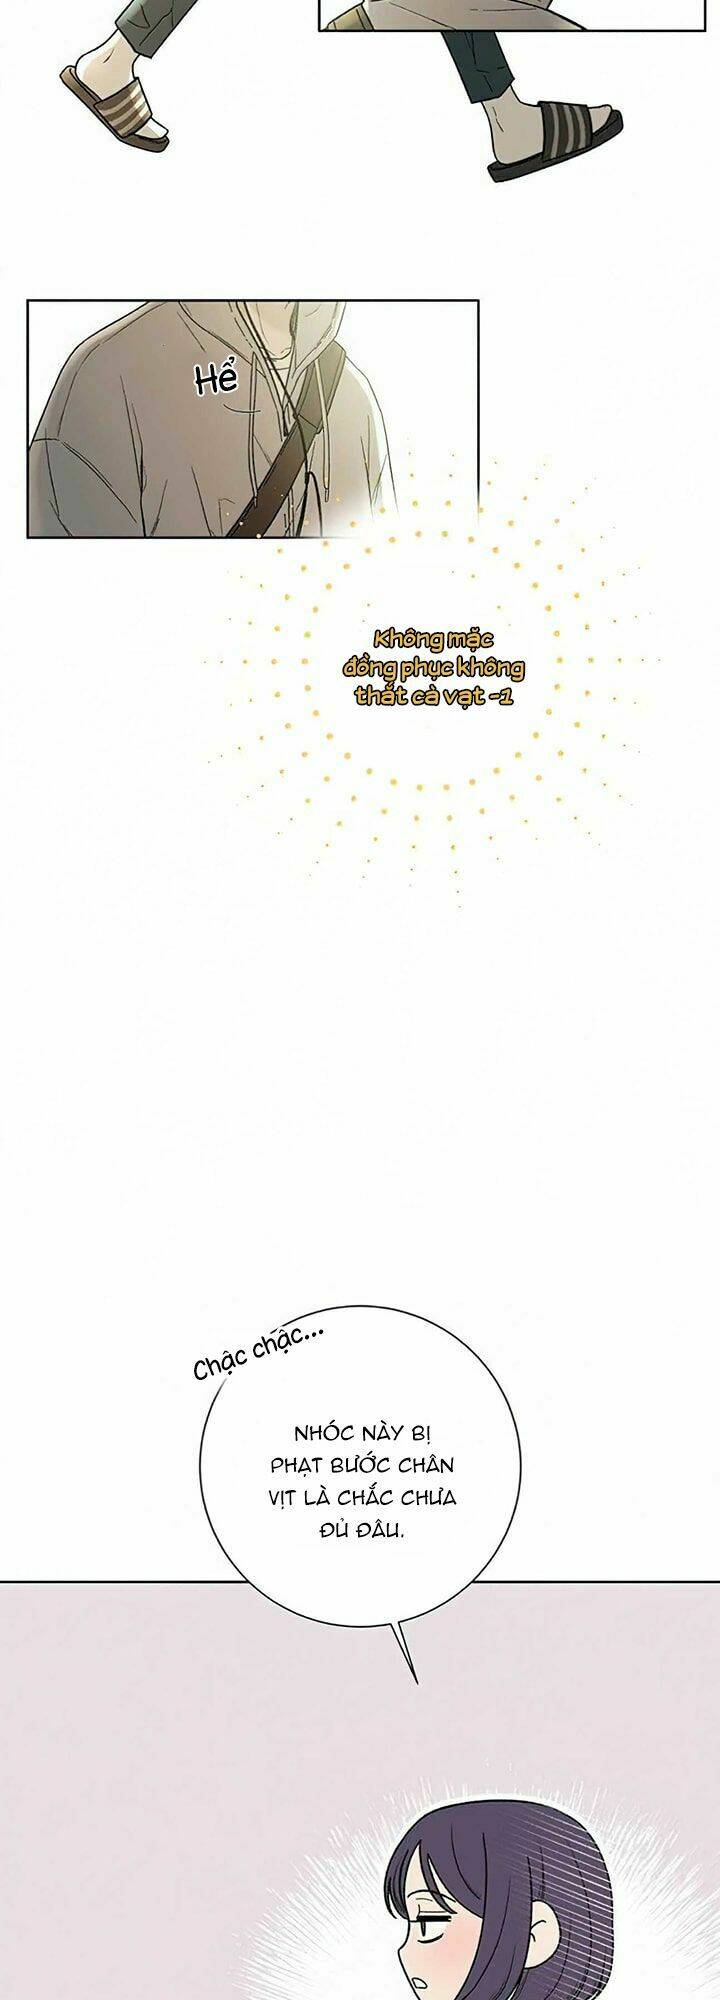 Hể
Không mặc
đồng phục không
thắt cà vạt -1
Chậc chậc...
NHÓC NÀY BỊ
PHẠT BƯỚC CHÂN
VỊT LÀ CHẮC CHƯA
ĐỦ ĐÂU.